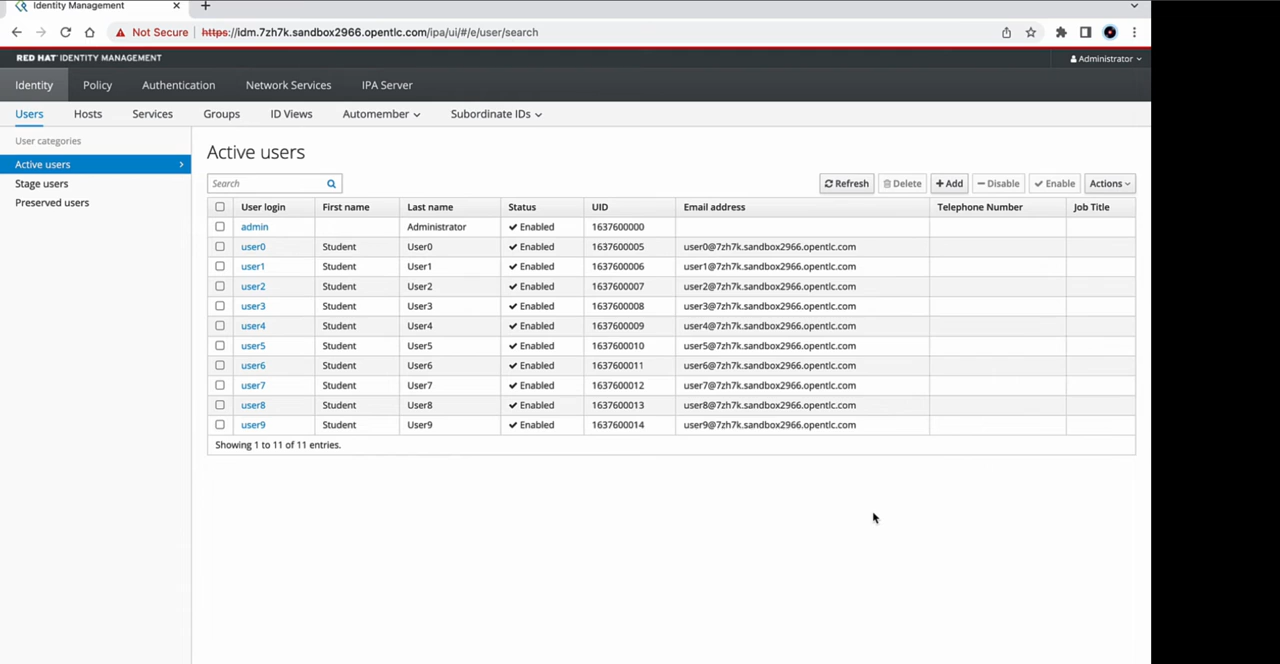 Identity Management
Not Secure https://idm.7zh7k.sandbox2966.opentlc.com/ipa/ui/#/e/user/search
RED HAT IDENTITY MANAGEMENT Administrator
Identity Policy Authentication Network Services IPA Server
Users Hosts Services Groups ID Views Automember Subordinate IDs
User categories
Active users
Stage users
Preserved users
Active users
Search Refresh Delete Add Disable Enable Actions
User login First name Last name Status UID Email address Telephone Number Job Title
admin Administrator Enabled 1637600000
user0 Student User0 Enabled 1637600005 user0@7zh7k.sandbox2966.opentlc.com
user1 Student User1 Enabled 1637600006 user1@7zh7k.sandbox2966.opentlc.com
user2 Student User2 Enabled 1637600007 user2@7zh7k.sandbox2966.opentlc.com
user3 Student User3 Enabled 1637600008 user3@7zh7k.sandbox2966.opentlc.com
user4 Student User4 Enabled 1637600009 user4@7zh7k.sandbox2966.opentlc.com
user5 Student User5 Enabled 1637600010 user5@7zh7k.sandbox2966.opentlc.com
user6 Student User6 Enabled 1637600011 user6@7zh7k.sandbox2966.opentlc.com
user7 Student User7 Enabled 1637600012 user7@7zh7k.sandbox2966.opentlc.com
user8 Student User8 Enabled 1637600013 user8@7zh7k.sandbox2966.opentlc.com
user9 Student User9 Enabled 1637600014 user9@7zh7k.sandbox2966.opentlc.com
Showing 1 to 11 of 11 entries.